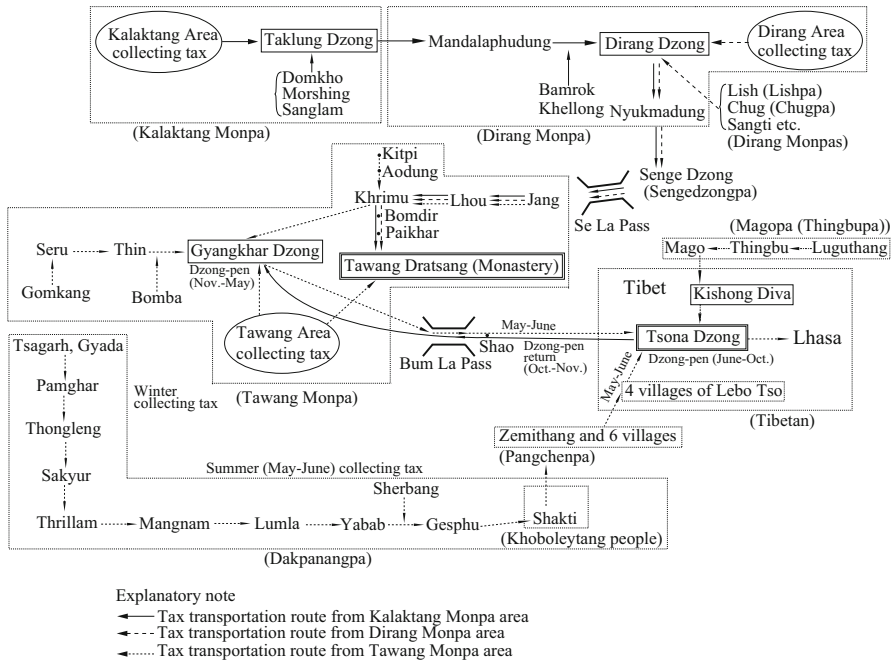 Kalaktang Area
collecting tax
Taklung Dzong
Domkho
Morshing
Sanglam
(Kalaktang Monpa)
Mandalaphudung
Dirang Dzong
Dirang Area
collecting tax
Bamrok
Khellong
Nyukmadung
Lish (Lishpa)
Chug (Chugpa)
Sangti etc.
(Dirang Monpas)
(Dirang Monpa)
Senge Dzong
(Sengedzongpa)
Se La Pass
Kitpi
Aodung
Khrimu
Lhou
Jang
Bomdir
Paikhar
Seru
Thin
Gyangkhar Dzong
Dzong-pen
(Nov.-May)
Tawang Dratsang (Monastery)
Gomkang
Bomba
Tawang Area
collecting tax
(Tawang Monpa)
Bum La Pass
Shao
May-June
Dzong-pen
return
(Oct.-Nov.)
(Magopa (Thingbupa))
Mago
Thingbu
Luguthang
Tibet
Kishong Diva
Tsona Dzong
Dzong-pen (June-Oct.)
Lhasa
May-June
4 villages of Lebo Tso
(Tibetan)
Zemithang and 6 villages
(Pangchenpa)
Tsagarh, Gyada
Pamghar
Thongleng
Sakyur
Thrillam
Winter
collecting tax
Summer (May-June) collecting tax
Mangnam
Lumla
Yabab
Sherbang
Gesphu
Shakti
(Khoboleytang people)
(Dakpanangpa)
Explanatory note
Tax transportation route from Kalaktang Monpa area
Tax transportation route from Dirang Monpa area
Tax transportation route from Tawang Monpa area